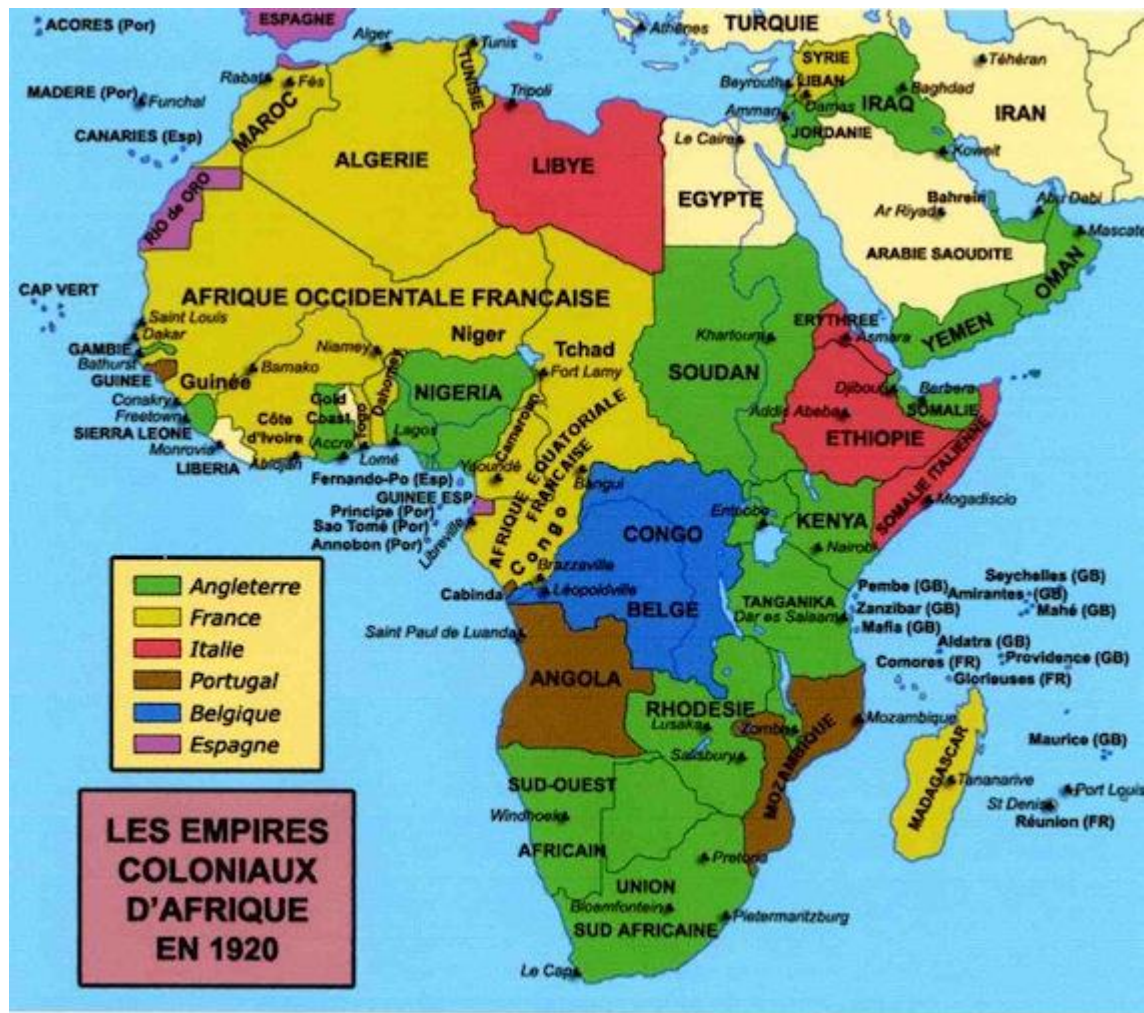 ACORES (Por)
ESPAGNE
Alger
Tunis
Athènes
TURQUIE
Téhéran
SYRIE
Beyrouth
LIBAN
Damas
Baghdad
IRAQ
IRAN
Amman
JORDANIE
Koweit
Rabat
Fés
MADERE (Por)
Funchal
MAROC
TUNISIE
Tripoli
CANARIES (Esp)
ALGERIE
LIBYE
Le Caire
EGYPTE
Bahrein
Abu Dabi
Ar Riyad
Mascate
ARABIE SAOUDITE
OMAN
YEMEN
RIO de ORO
CAP VERT
AFRIQUE OCCIDENTALE FRANCAISE
Saint Louis
Dakar
Niamey
Niger
Tchad
Khartoum
ERYTHREE
Asmara
GAMBIE
Bathurst
GUINEE
Guinée
Bamako
Dahomey
NIGERIA
Fort Lamy
SOUDAN
Djibouti
Berbera
SOMALIE
Conakry
Freetown
SIERRA LEONE
Monrovia
LIBERIA
Côte
d'Ivoire
Abidjan
Gold
Coast
Accra
Togo
Lomé
Lagos
Cameroun
Addis Abeba
ETHIOPIE
SOMALIE ITALIENNE
Mogadiscio
Fernando-Po (Esp)
Yaoundé
GUINEE ESP
Principe (Por)
Sao Tomé (Por)
Annobon (Por)
Libreville
AFRIQUE EQUATORIALE
FRANCAISE
Bangui
Congo
Brazzaville
Léopoldville
Cabinda
CONGO
BELGE
Entebbe
KENYA
Nairobi
TANGANIKA
Dar es Salaam
Pembe (GB)
Zanzibar (GB)
Mafia (GB)
Seychelles (GB)
Amirantes (GB)
Mahé (GB)
Aldatra (GB)
Providence (GB)
Comores (FR)
Glorieuses (FR)
Saint Paul de Luanda
ANGOLA
RHODESIE
Lusaka
Zomba
Salisbury
MOZAMBIQUE
Mozambique
MADAGASCAR
Tananarive
Maurice (GB)
Port Louis
St Denis
Réunion (FR)
SUD-OUEST
Windhoek
AFRICAIN
Pretoria
UNION
Bloemfontein
SUD AFRICAINE
Pietermaritzburg
Le Cap
Angleterre
France
Italie
Portugal
Belgique
Espagne
LES EMPIRES
COLONIAUX
D'AFRIQUE
EN 1920